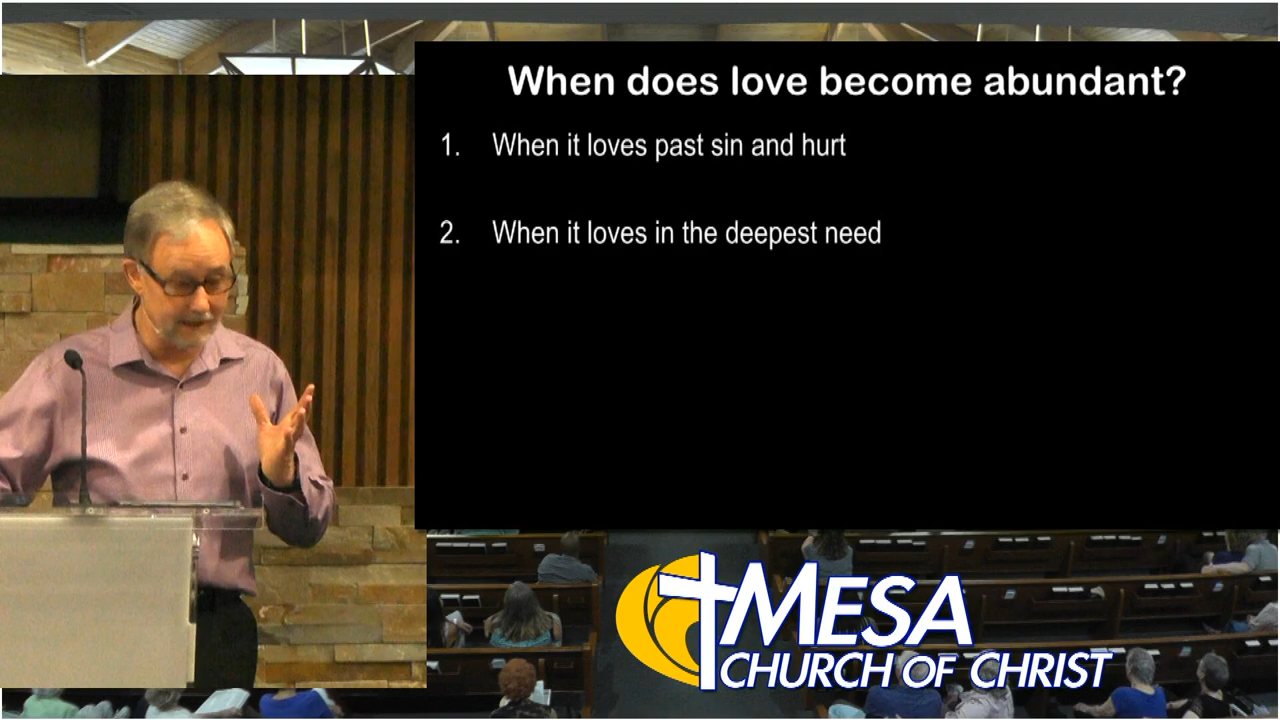 When does love become abundant?
1. When it loves past sin and hurt
2. When it loves in the deepest need
MESA
CHURCH OF CHRIST